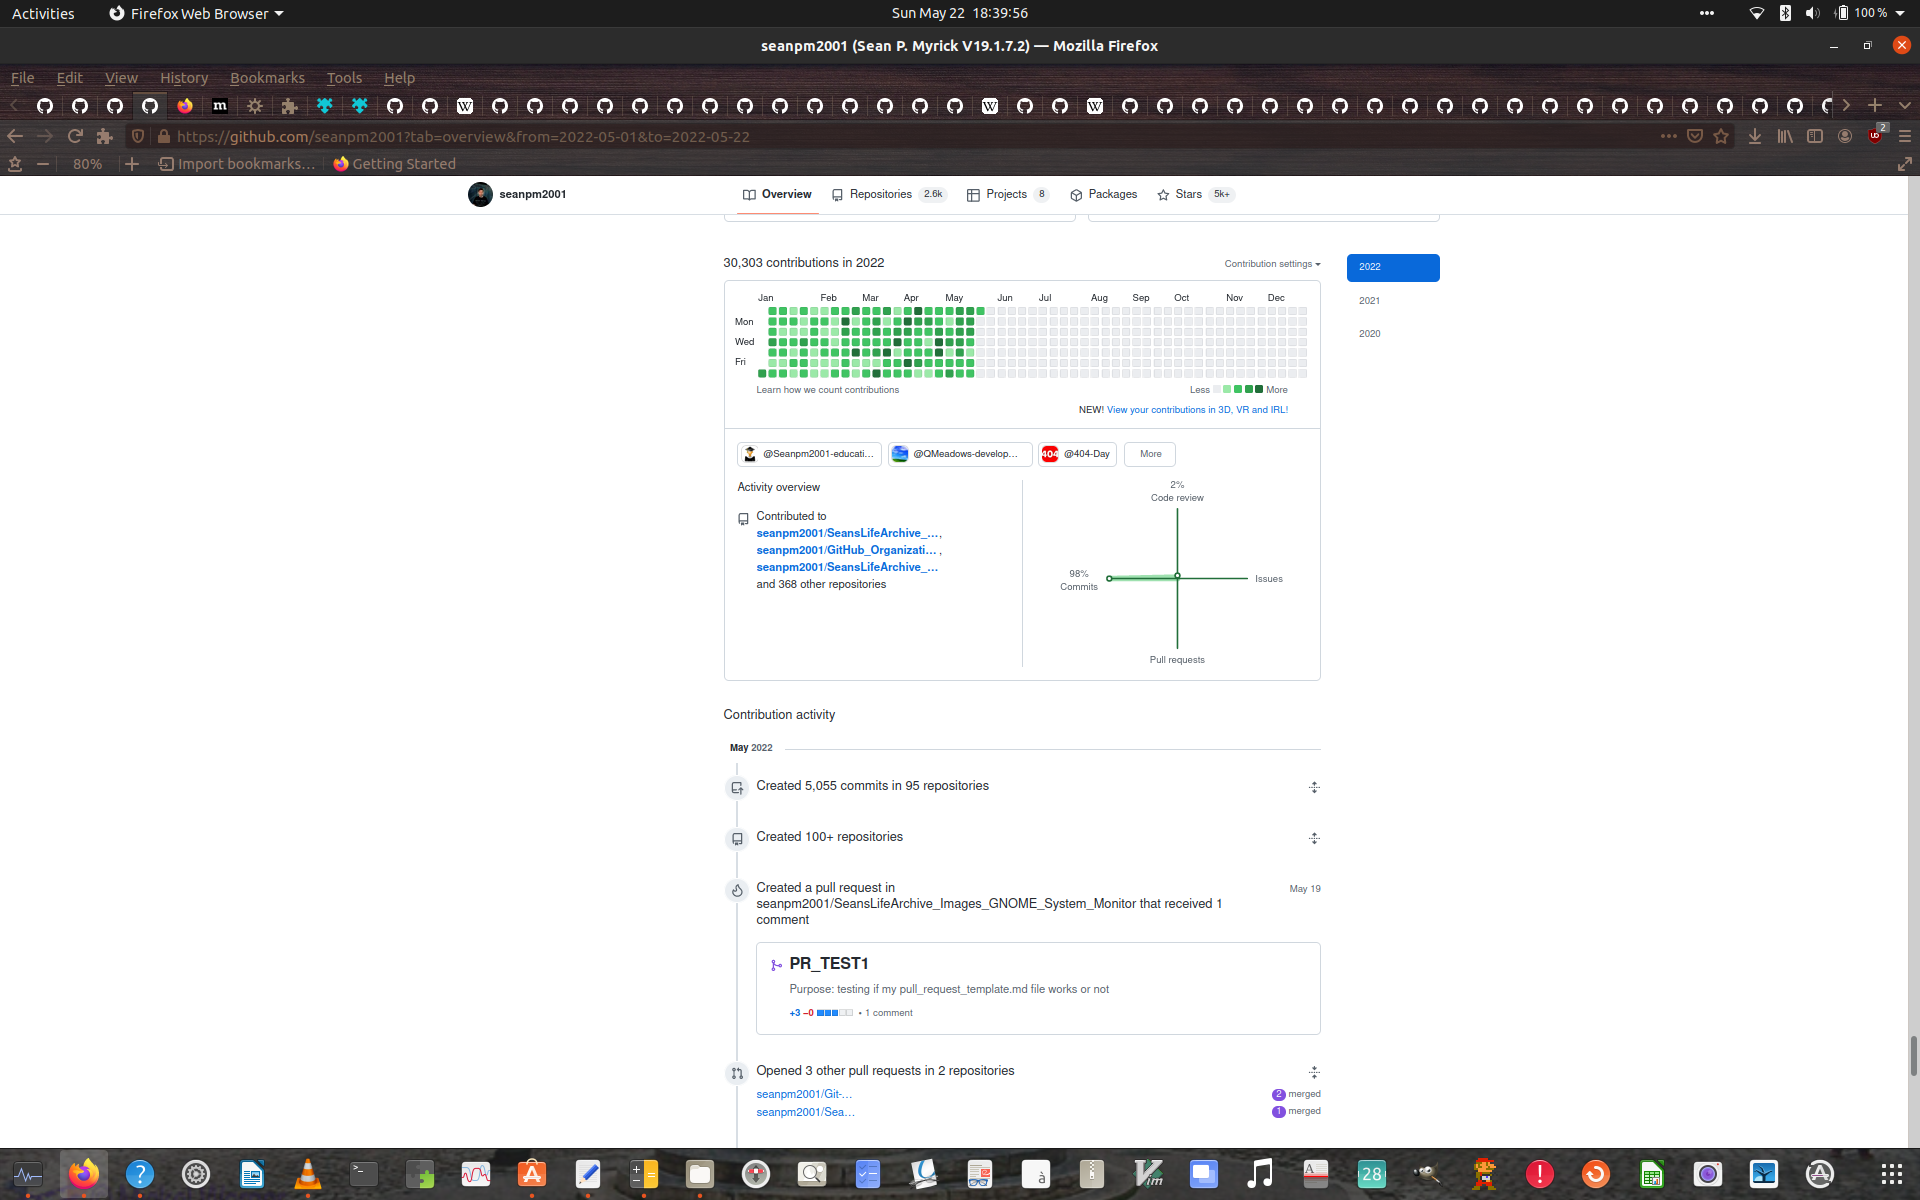 Activities
Firefox Web Browser
Sun May 22 18:39:56
100 %
seanpm2001 (Sean P. Myrick V19.1.7.2) — Mozilla Firefox
File Edit View History Bookmarks Tools Help
https://github.com/seanpm2001?tab=overview&from=2022-05-01&to=2022-05-22
2
80%
Import bookmarks...
Getting Started
seanpm2001
Overview
Repositories 2.6k
Projects 8
Packages
Stars 5k+
30,303 contributions in 2022
Contribution settings
2022
2021
2020
Jan Feb Mar Apr May Jun Jul Aug Sep Oct Nov Dec
Mon
Wed
Fri
Learn how we count contributions
Less More
NEW! View your contributions in 3D, VR and IRL!
@Seanpm2001-educati...
@QMeadows-develop...
404 @404-Day
More
Activity overview
Contributed to
seanpm2001/SeansLifeArchive_... ,
seanpm2001/GitHub_Organizati... ,
seanpm2001/SeansLifeArchive_...
and 368 other repositories
2%
Code review
98%
Commits
Issues
Pull requests
Contribution activity
May 2022
Created 5,055 commits in 95 repositories
Created 100+ repositories
Created a pull request in
seanpm2001/SeansLifeArchive_Images_GNOME_System_Monitor that received 1
comment
May 19
PR_TEST1
Purpose: testing if my pull_request_template.md file works or not
+3 −0 • 1 comment
Opened 3 other pull requests in 2 repositories
seanpm2001/Git-...
2 merged
seanpm2001/Sea...
1 merged
28